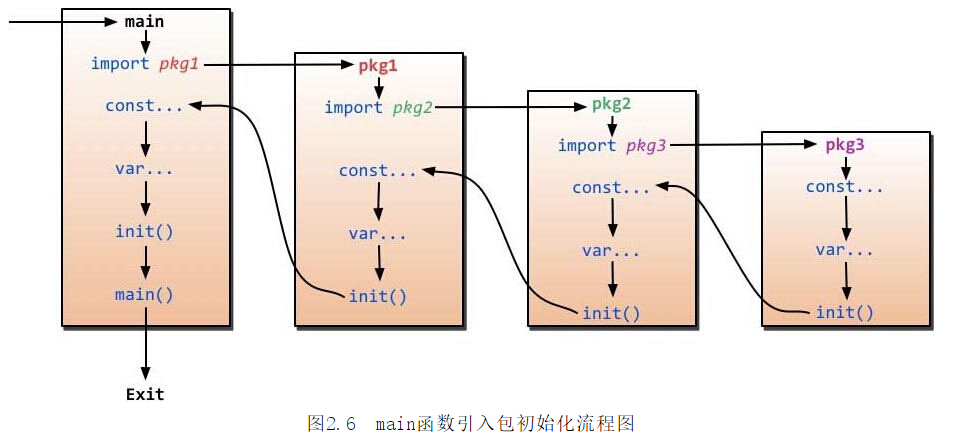 main
import pkg1
const...
var...
init()
main()
Exit
pkg1
import pkg2
const...
var...
init()
pkg2
import pkg3
const...
var...
init()
pkg3
const...
var...
init()
图2.6 main函数引入包初始化流程图